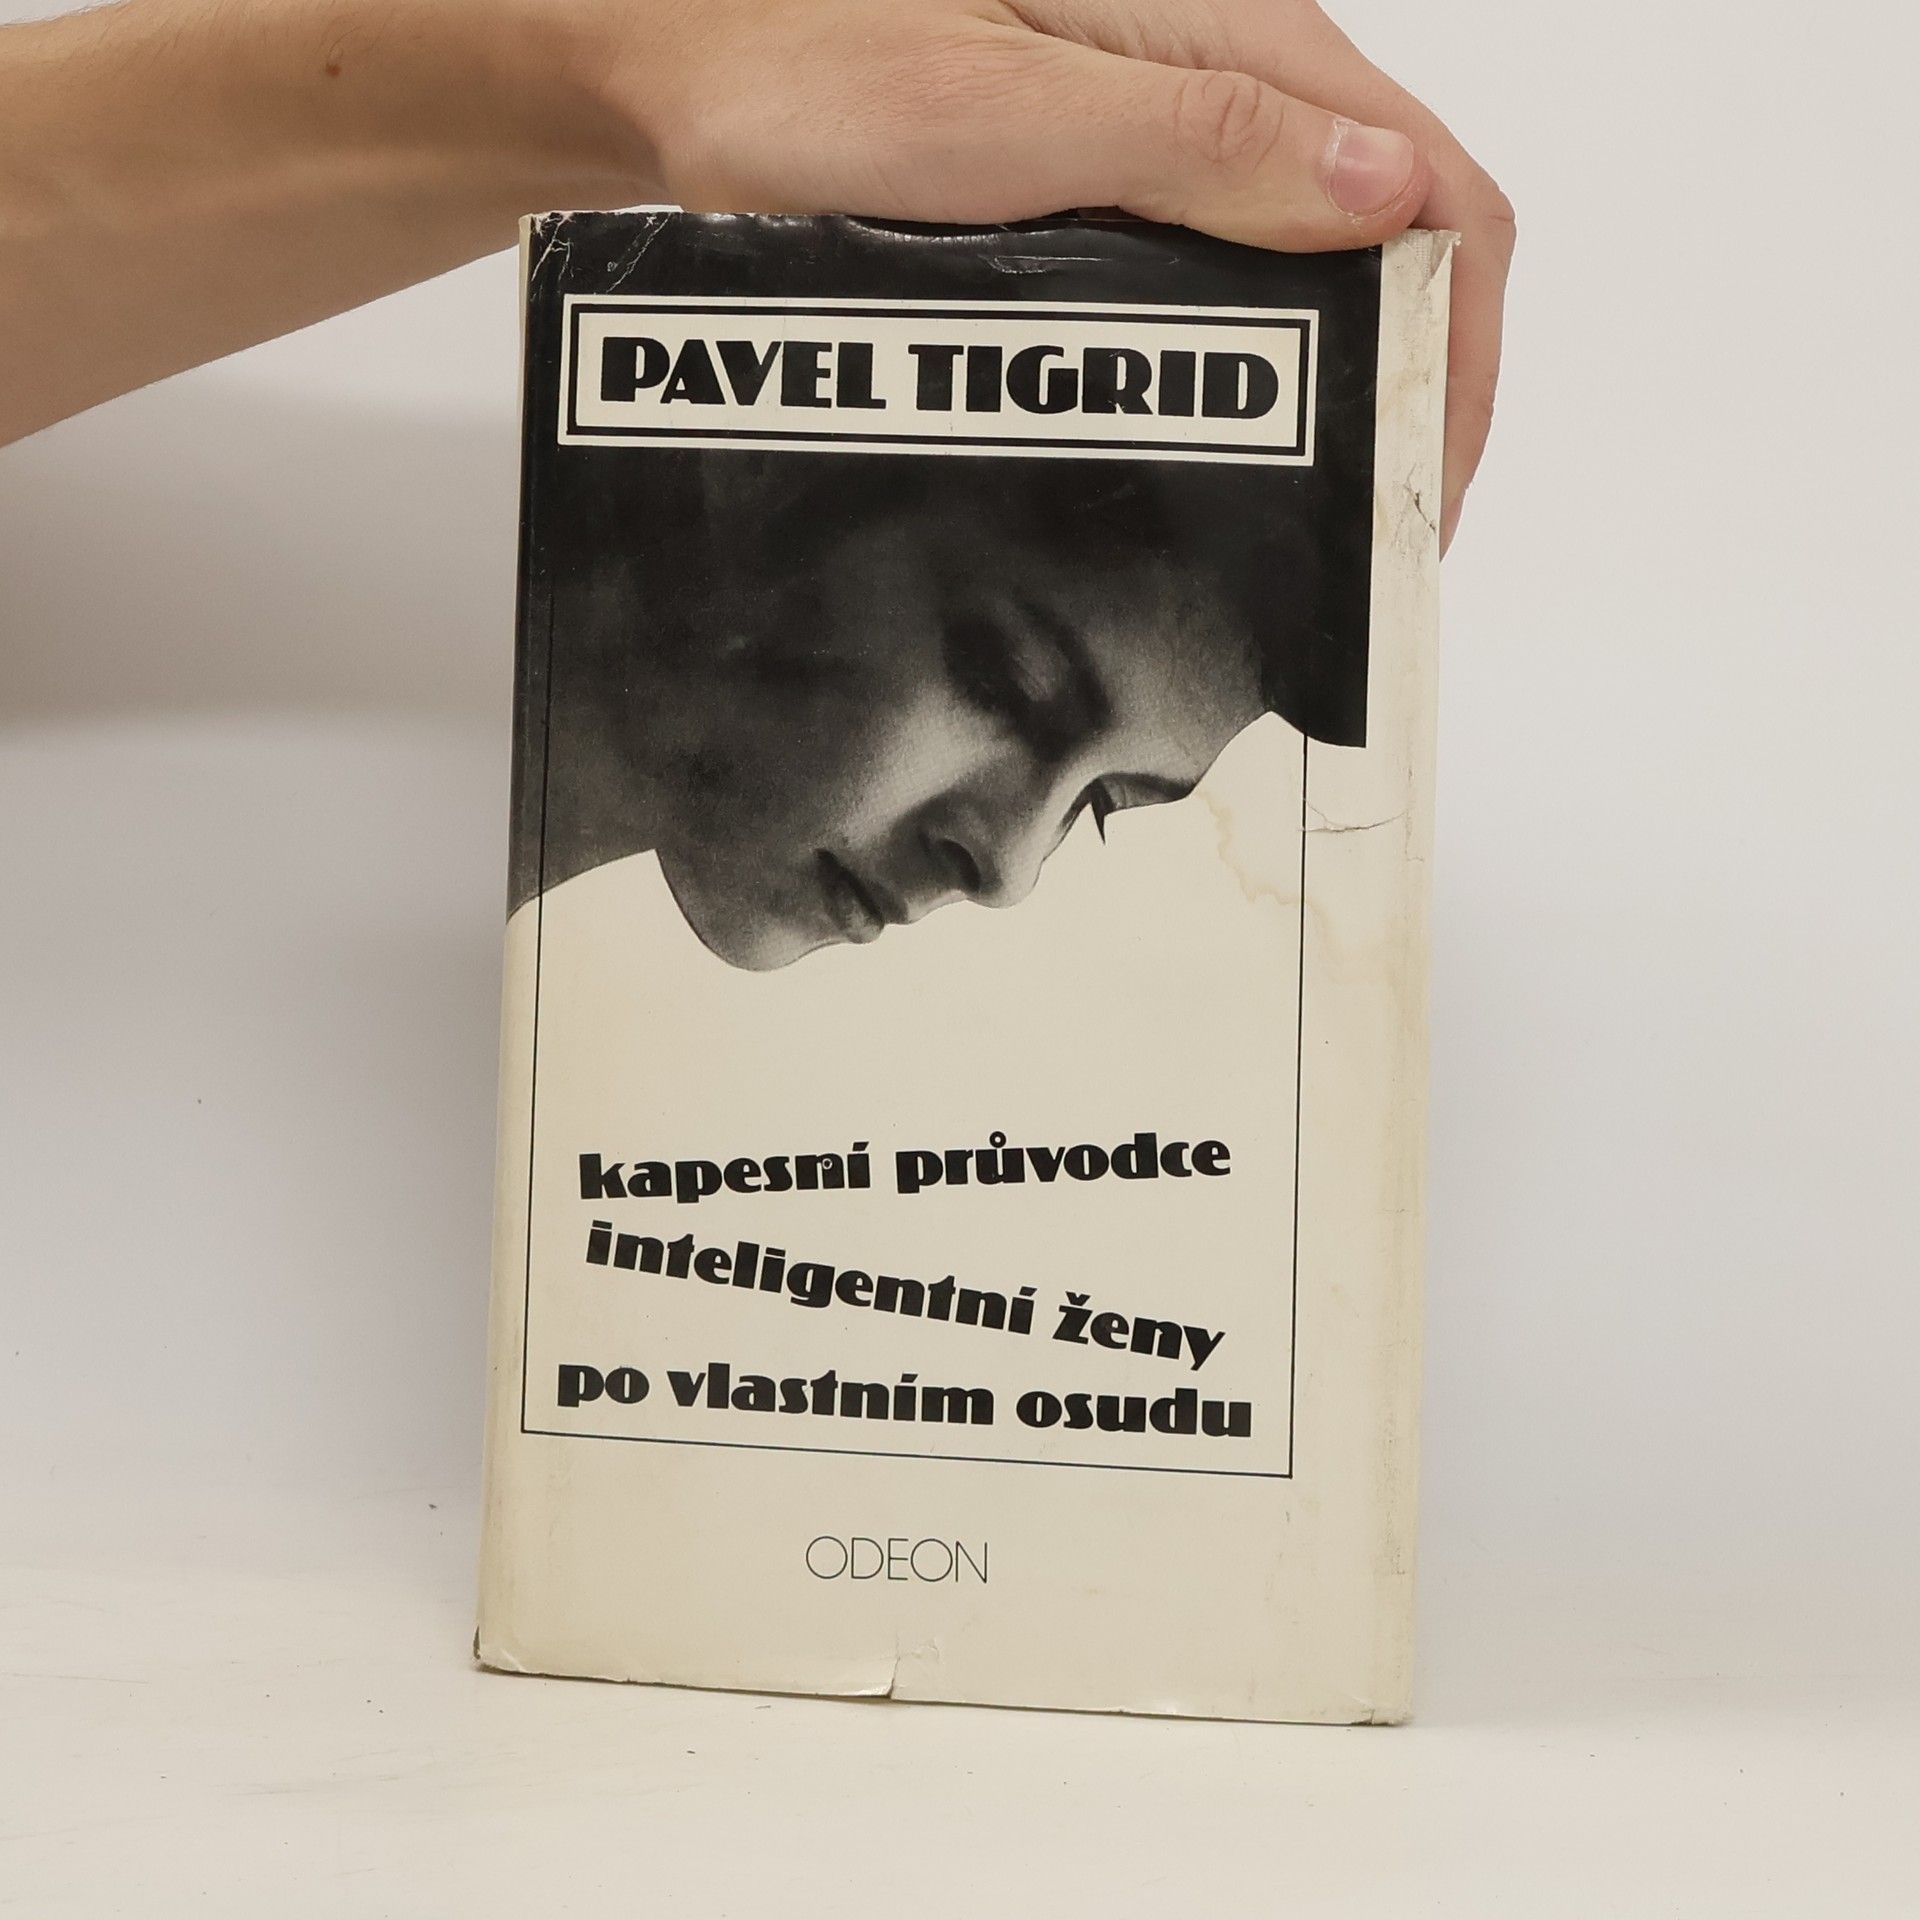 PAVEL TIGRID
kapesní průvodce
inteligentní ženy
po vlastním osudu
ODEON